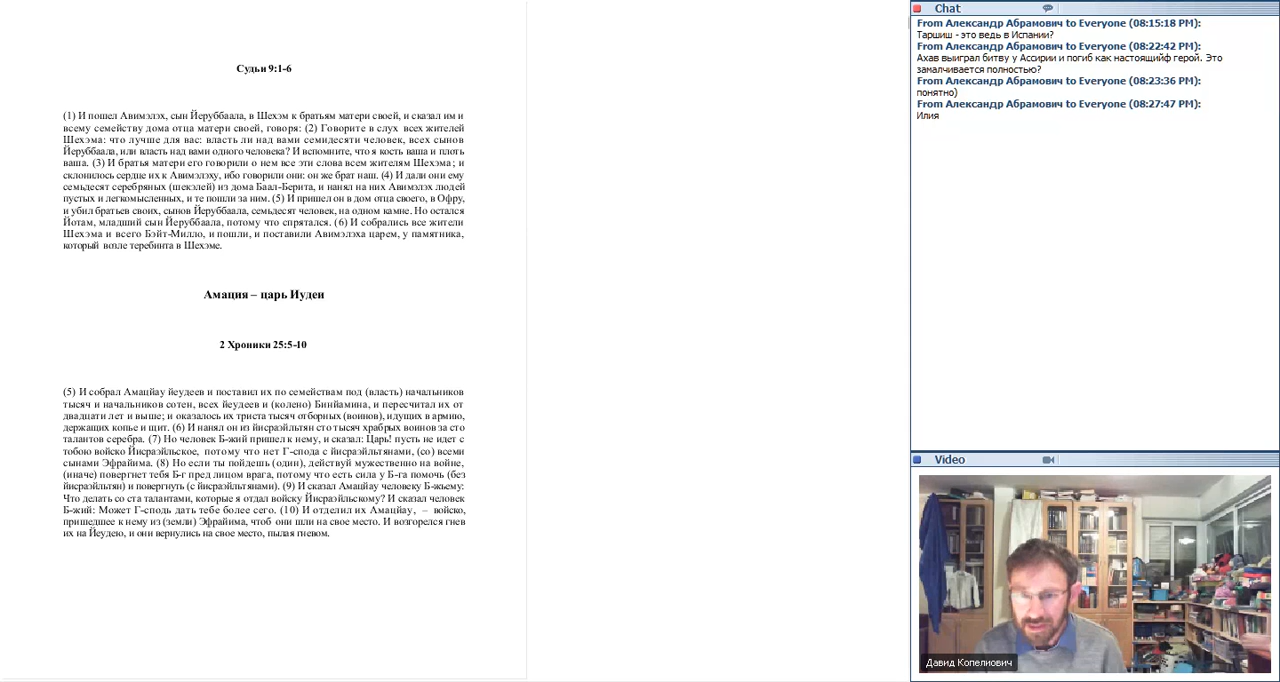 Судьи 9:1-6
(1) И пошел Авимэлэх, сын Йеруббаала, в Шехэм к братьям матери своей, и сказал им и
всему семейству дома отца матери своей, говоря: (2) Говорите в слух всех жителей
Шехэма: что лучше для вас: власть ли над вами семидесяти человек, всех сынов
Йеруббаала, или власть над вами одного человека? И вспомните, что я кость ваша и плоть
ваша. (3) И братья матери его говорили о нем все эти слова всем жителям Шехэма; и
склонилось сердце их к Авимэлэху, ибо говорили они: он же брат наш. (4) И дали они ему
семьдесят серебряных (шекэлей) из дома Баал-Берита, и нанял на них Авимэлэх людей
пустых и легкомысленных, и те пошли за ним. (5) И пришел он в дом отца своего, в Офру,
и убил братьев своих, сынов Йеруббаала, семьдесят человек, на одном камне. Но остался
Йотам, младший сын Йеруббаала, потому что спрятался. (6) И собрались все жители
Шехэма и всего Бэйт-Милло, и пошли, и поставили Авимэлэха царем, у памятника,
который возле теребинта в Шехэме.
Амация – царь Иудеи
2 Хроники 25:5-10
(5) И собрал Амацйау йеудеев и поставил их по семействам под (власть) начальников
тысяч и начальников сотен, всех йеудеев и (колено) Бинйамина, и пересчитал их от
двадцати лет и выше; и оказалось их триста тысяч отборных (воинов), идущих в армию,
держащих копье и щит. (6) И нанял он из йисраэйльтян сто тысяч храбрых воинов за сто
талантов серебра. (7) Но человек Б-жий пришел к нему, и сказал: Царь! пусть не идет с
тобою войско Йисраэйльское, потому что нет Г-спода с йисраэйльтянами, (со) всеми
сынами Эфрайима. (8) Но если ты пойдешь (один), действуй мужественно на войне,
(иначе) повергнет тебя Б-г пред лицом врага, потому что есть сила у Б-га помочь (без
йисраэйльтян) и повергнуть (с йисраэйльтянами). (9) И сказал Амацйау человеку Б-жьему:
Что делать со ста талантами, которые я отдал войску Йисраэйльскому? И сказал человек
Б-жий: Может Г-сподь дать тебе более сего. (10) И отделил их Амацйау, – войско,
пришедшее к нему из (земли) Эфрайима, чтоб они шли на свое место. И возгорелся гнев
их на Йеудею, и они вернулись на свое место, пылая гневом.
Chat
From Александр Абрамович to Everyone (08:15:18 PM):
Таршиш - это ведь в Испании?
From Александр Абрамович to Everyone (08:22:42 PM):
Ахав выиграл битву у Ассирии и погиб как настоящийф герой. Это
замалчивается полностью?
From Александр Абрамович to Everyone (08:23:36 PM):
понятно)
From Александр Абрамович to Everyone (08:27:47 PM):
Илия
Video
Давид Копелиович